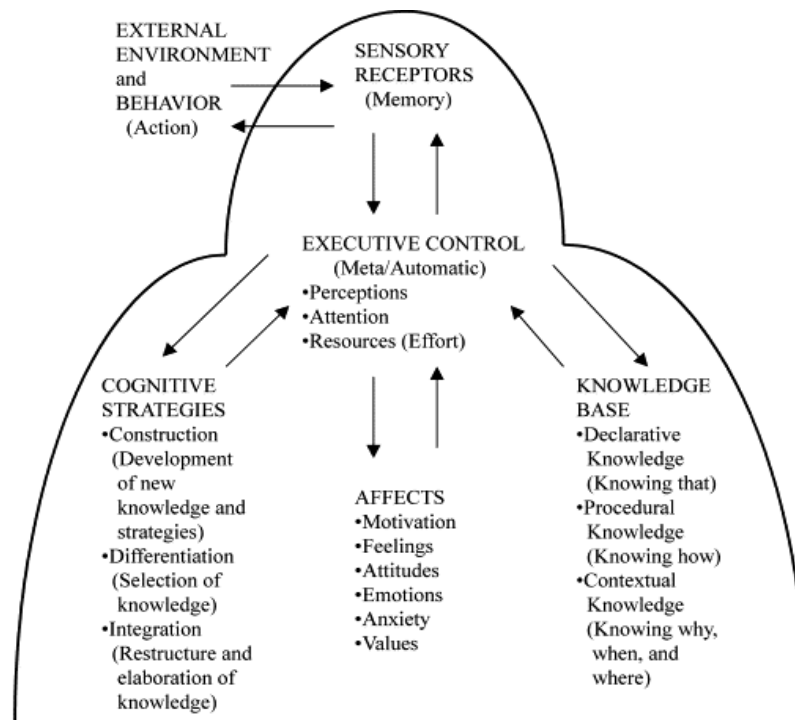 EXTERNAL
ENVIRONMENT
and
BEHAVIOR
(Action)
SENSORY
RECEPTORS
(Memory)
EXECUTIVE CONTROL
(Meta/Automatic)
•Perceptions
•Attention
•Resources (Effort)
COGNITIVE
STRATEGIES
•Construction
(Development
of new
knowledge and
strategies)
•Differentiation
(Selection of
knowledge)
•Integration
(Restructure and
elaboration of
knowledge)
AFFECTS
•Motivation
•Feelings
•Attitudes
•Emotions
•Anxiety
•Values
KNOWLEDGE
BASE
•Declarative
Knowledge
(Knowing that)
•Procedural
Knowledge
(Knowing how)
•Contextual
Knowledge
(Knowing why,
when, and
where)